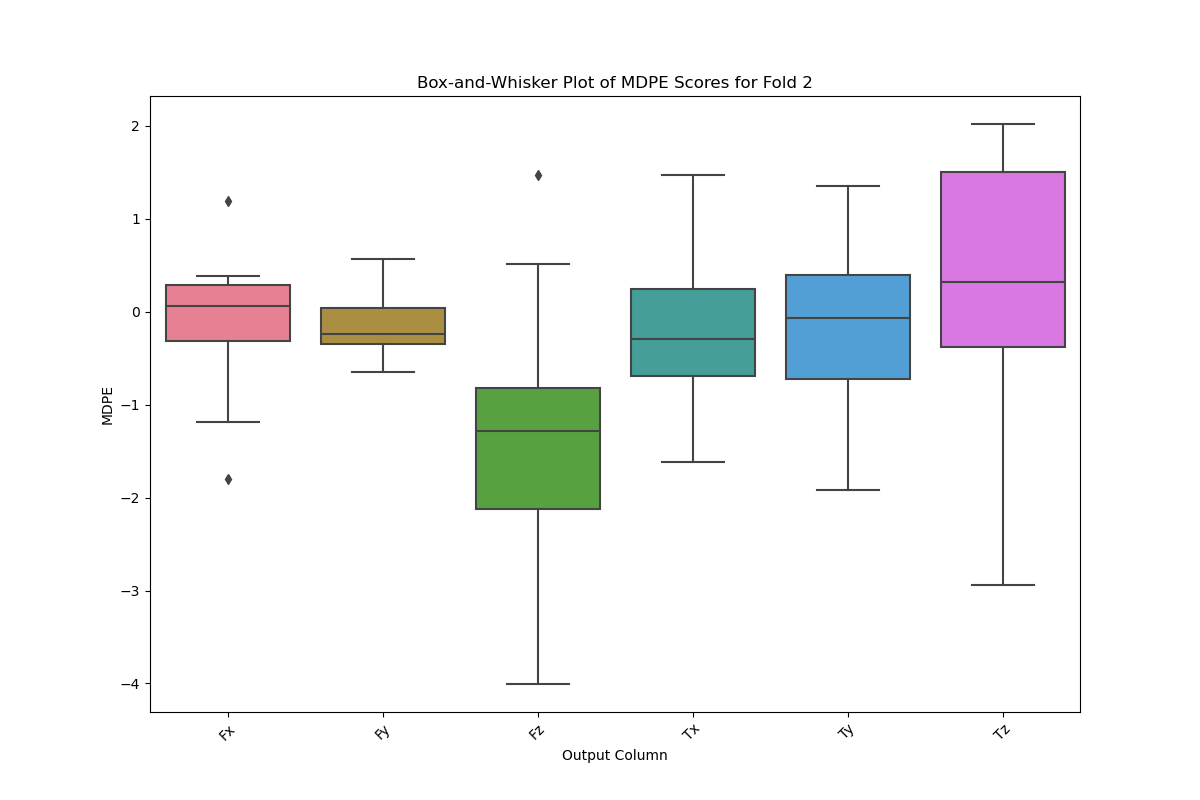 Box-and-Whisker Plot of MDPE Scores for Fold 2
MDPE
2
1
0
−1
−2
−3
−4
Fx
Fy
Fz
Tx
Ty
Tz
Output Column